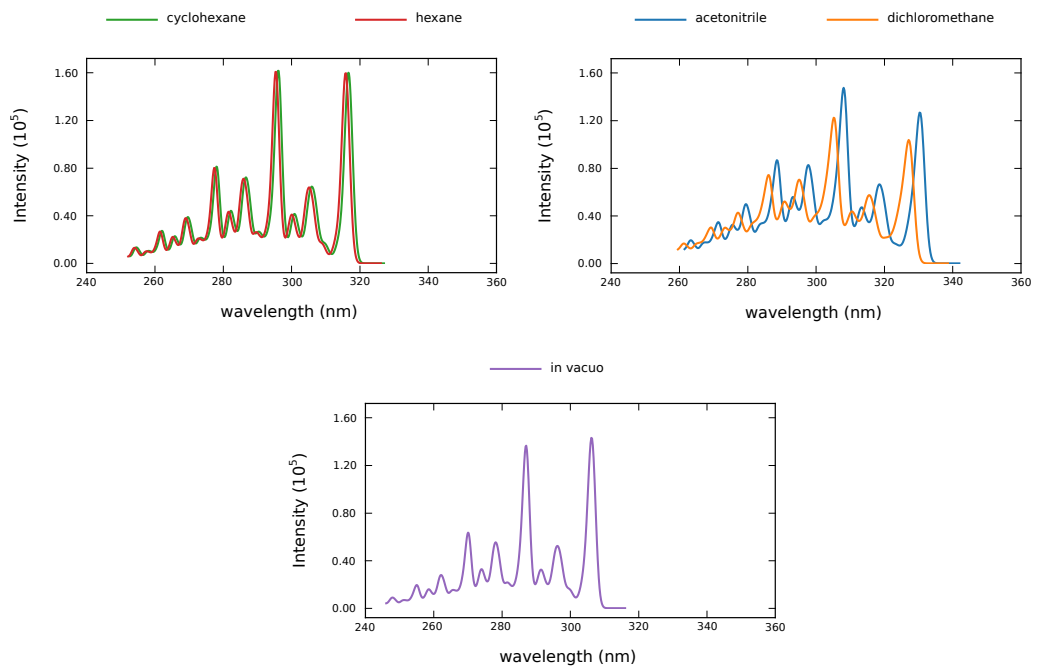 cyclohexane hexane
Intensity (10⁵)
1.60
1.20
0.80
0.40
0.00
240 260 280 300 320 340 360
wavelength (nm)
acetonitrile dichloromethane
Intensity (10⁵)
1.60
1.20
0.80
0.40
0.00
240 260 280 300 320 340 360
wavelength (nm)
in vacuo
Intensity (10⁵)
1.60
1.20
0.80
0.40
0.00
240 260 280 300 320 340 360
wavelength (nm)